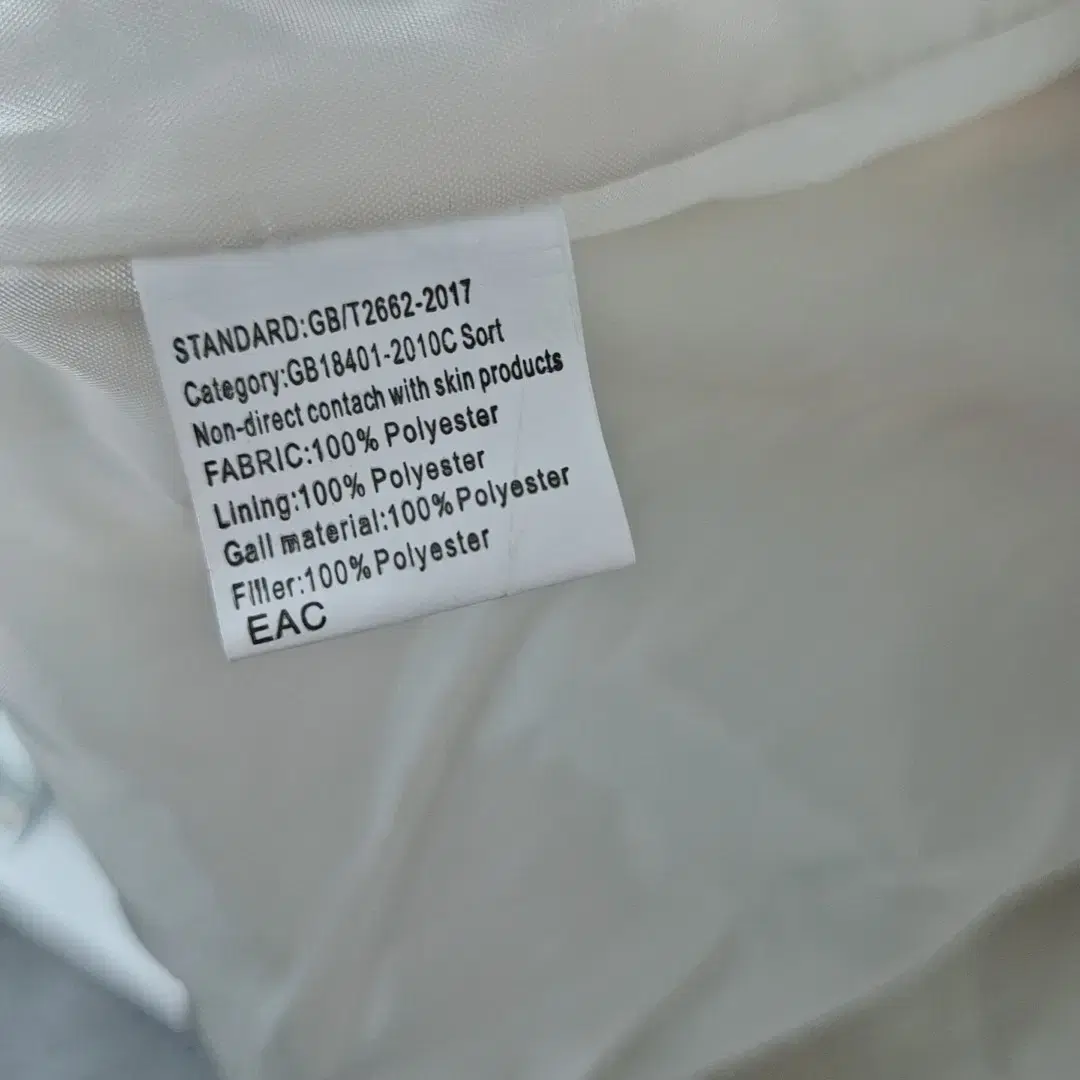 STANDARD:GB/T2662-2017
Category:GB18401-2010C Sort
Non-direct contach with skin products
FABRIC:100% Polyester
Lining:100% Polyester
Gall material:100% Polyester
Filler:100% Polyester
EAC